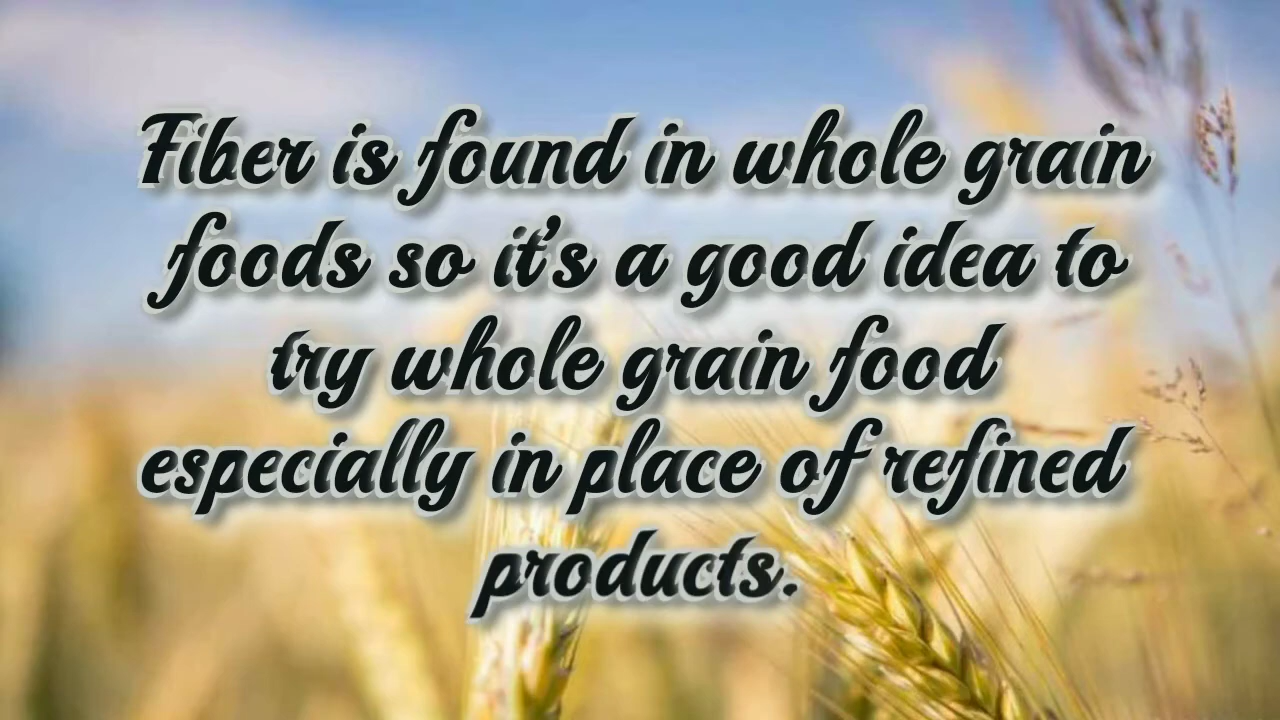 Fiber is found in whole grain
foods so it's a good idea to
try whole grain food
especially in place of refined
products.